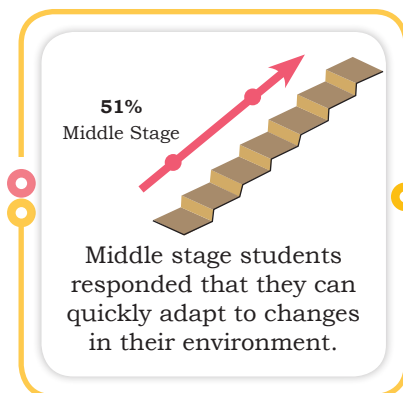 51%
Middle Stage
Middle stage students
responded that they can
quickly adapt to changes
in their environment.